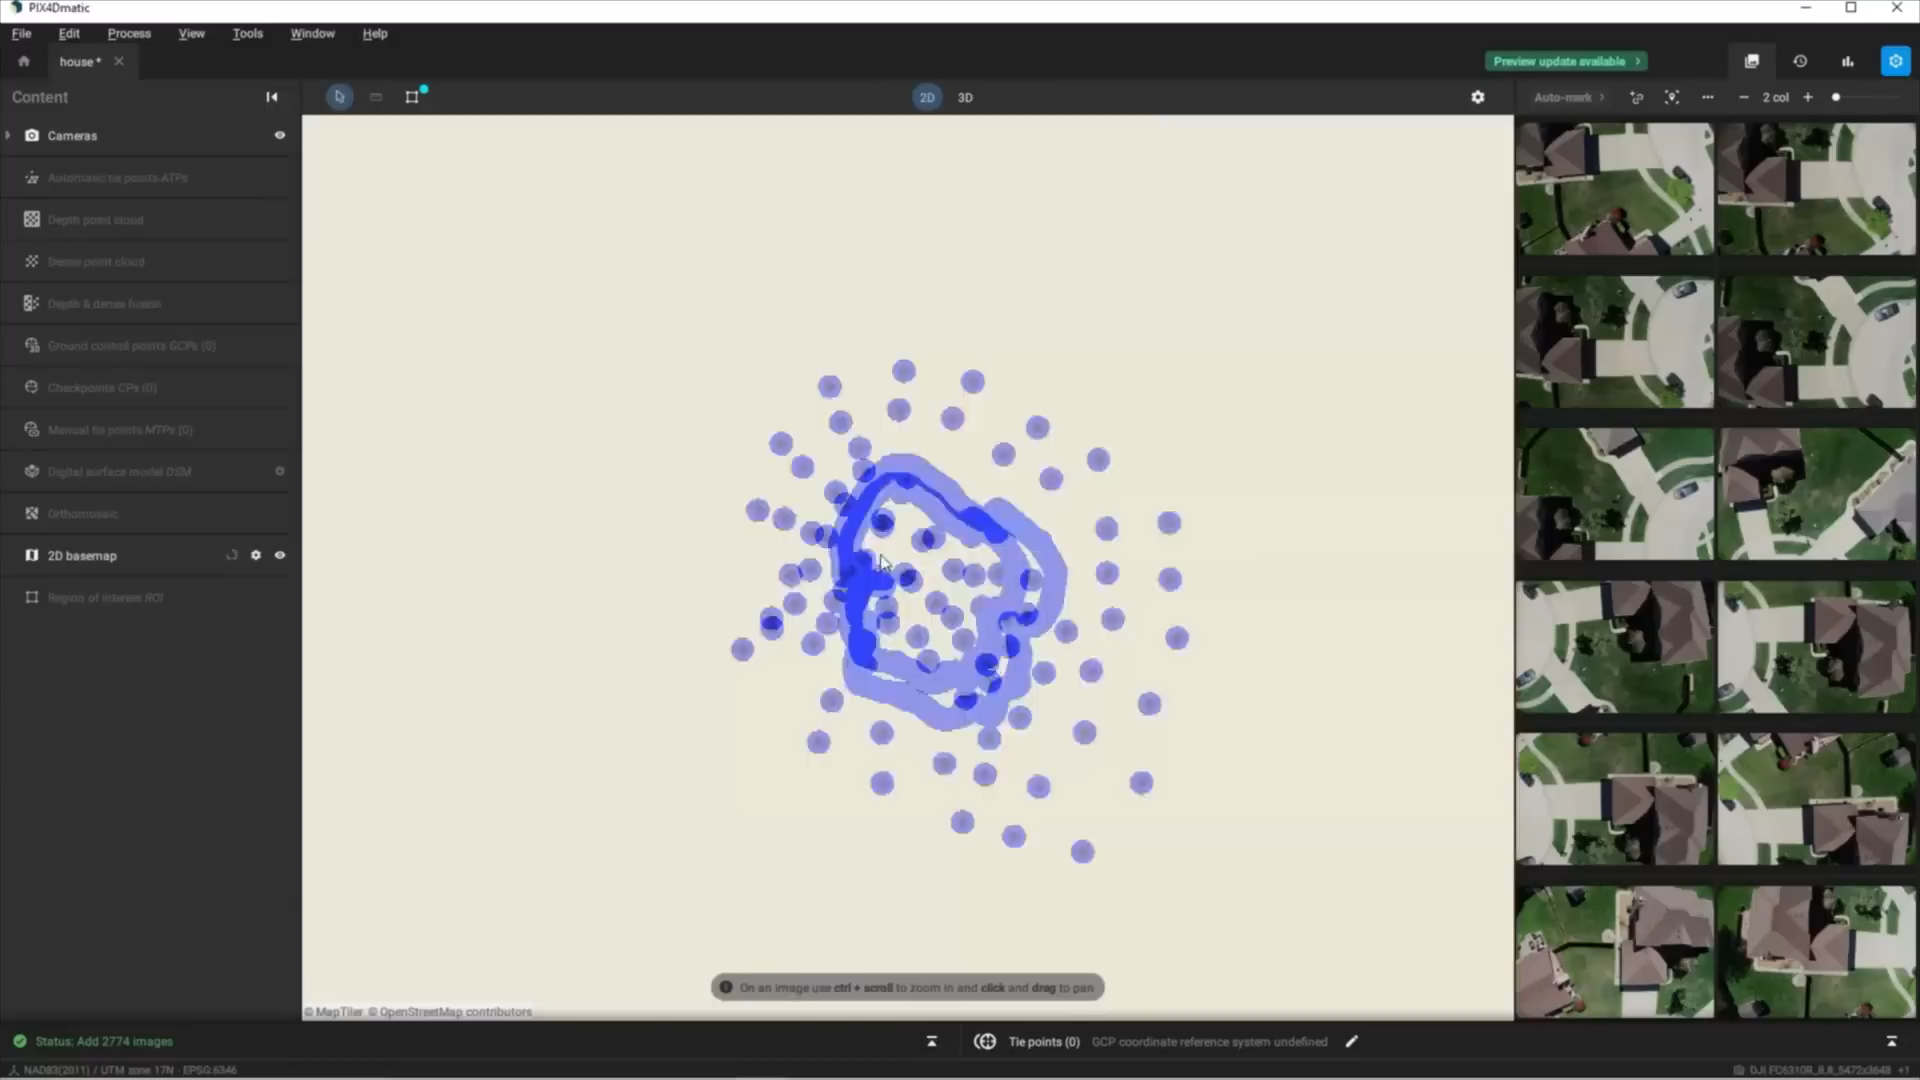 PIX4Dmatic
File Edit Process View Tools Window Help
house*
Preview update available
Content
2D 3D
Auto-mark
2 col
Cameras
Automatic tie points ATPs
Depth point cloud
Dense point cloud
Depth & dense fusion
Ground control points GCPs (0)
Checkpoints CPs (0)
Manual tie points MTPs (0)
Digital surface model DSM
Orthomosaic
2D basemap
Region of interest ROI
On an image use ctrl + scroll to zoom in and click and drag to pan
© MapTiler © OpenStreetMap contributors
Status: Add 2774 images
Tie points (0) GCP coordinate reference system undefined
NAD83(2011) / UTM zone 17N - EPSG:6346
DJI FC6310R_8.8_5472x3648 +1